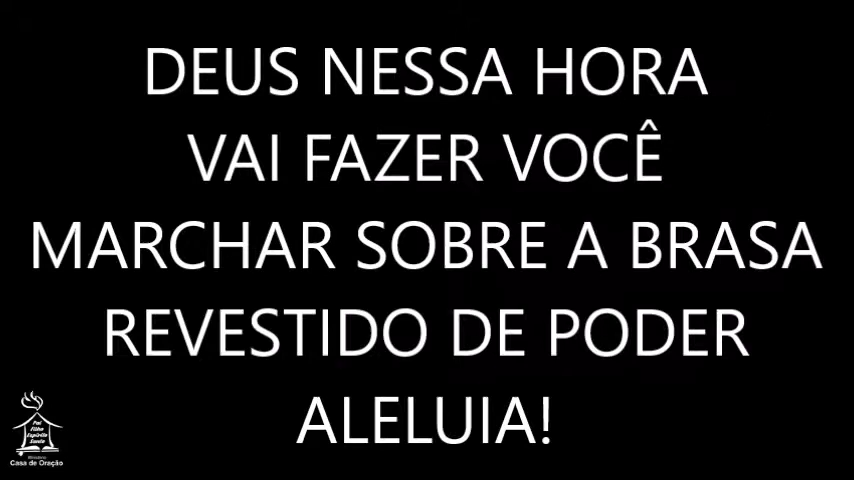 DEUS NESSA HORA
VAI FAZER VOCÊ
MARCHAR SOBRE A BRASA
REVESTIDO DE PODER
ALELUIA!
Pai
Filho
Espírito
Santo
Ministério
Casa de Oração